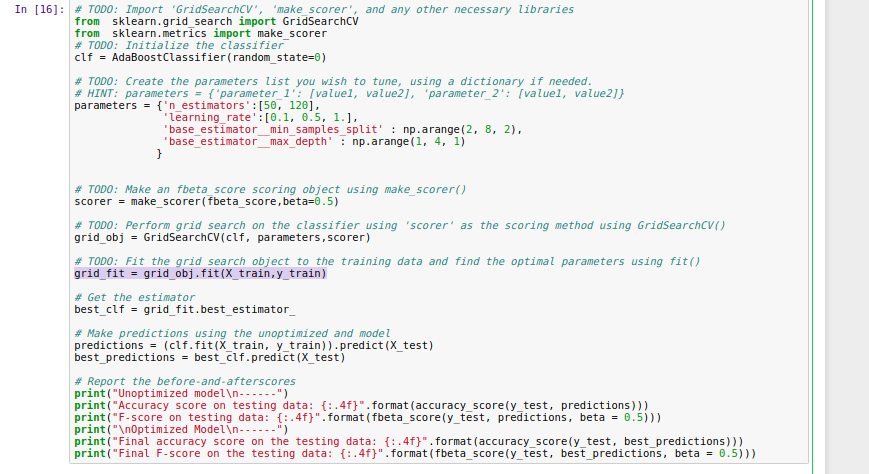 In [16]: # TODO: Import 'GridSearchCV', 'make_scorer', and any other necessary libraries
from  sklearn.grid_search import GridSearchCV
from  sklearn.metrics import make_scorer
# TODO: Initialize the classifier
clf = AdaBoostClassifier(random_state=0)
# TODO: Create the parameters list you wish to tune, using a dictionary if needed.
# HINT: parameters = {'parameter_1': [value1, value2], 'parameter_2': [value1, value2]}
parameters = {'n_estimators':[50, 120],
'learning_rate':[0.1, 0.5, 1.],
'base_estimator__min_samples_split' : np.arange(2, 8, 2),
'base_estimator__max_depth' : np.arange(1, 4, 1)
}
# TODO: Make an fbeta_score scoring object using make_scorer()
scorer = make_scorer(fbeta_score,beta=0.5)
# TODO: Perform grid search on the classifier using 'scorer' as the scoring method using GridSearchCV()
grid_obj = GridSearchCV(clf, parameters,scorer)
# TODO: Fit the grid search object to the training data and find the optimal parameters using fit()
grid_fit = grid_obj.fit(X_train,y_train)
# Get the estimator
best_clf = grid_fit.best_estimator_
# Make predictions using the unoptimized and model
predictions = (clf.fit(X_train, y_train)).predict(X_test)
best_predictions = best_clf.predict(X_test)
# Report the before-and-afterscores
print("Unoptimized model\n------")
print("Accuracy score on testing data: {:.4f}".format(accuracy_score(y_test, predictions)))
print("F-score on testing data: {:.4f}".format(fbeta_score(y_test, predictions, beta = 0.5)))
print("\nOptimized Model\n------")
print("Final accuracy score on the testing data: {:.4f}".format(accuracy_score(y_test, best_predictions)))
print("Final F-score on the testing data: {:.4f}".format(fbeta_score(y_test, best_predictions, beta = 0.5)))